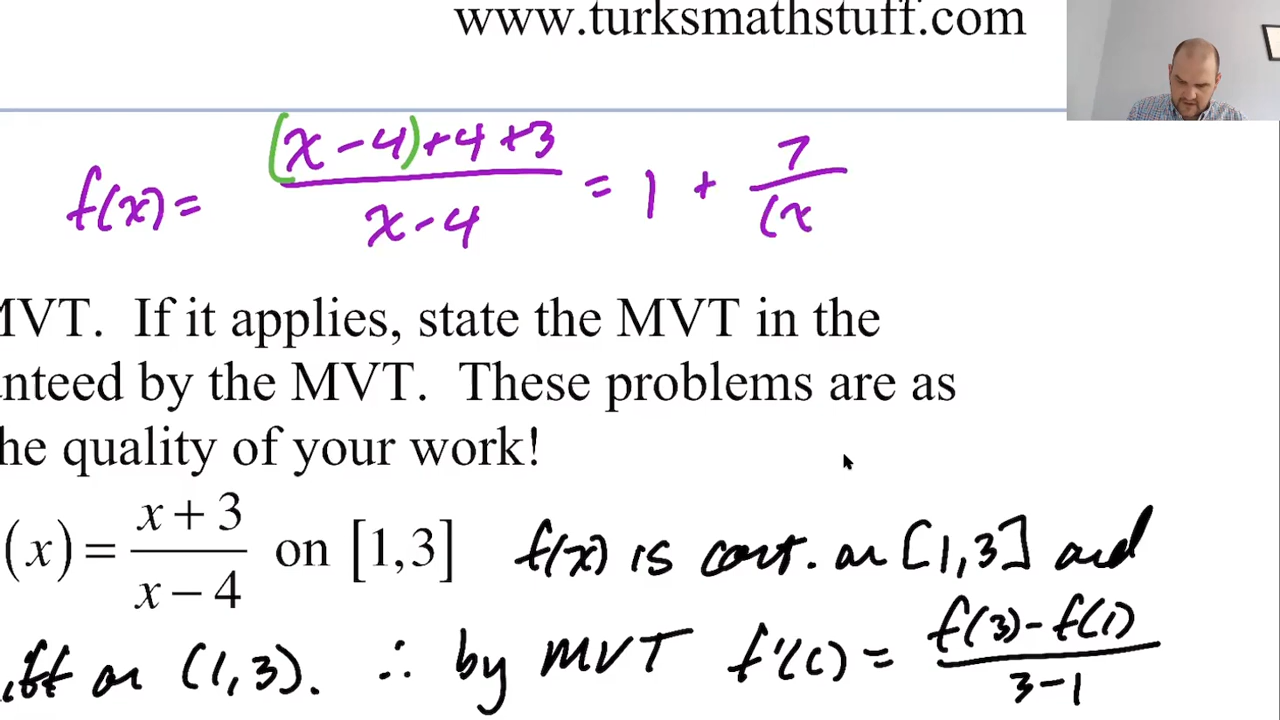 www.turksmathstuff.com
f(x) = (x - 4) + 4 + 3 / x - 4 = 1 + 7 / (x
MVT. If it applies, state the MVT in the
nteed by the MVT. These problems are as
he quality of your work!
(x) = x + 3 / x - 4 on [1,3] f(x) is cont. on [1,3] and
iff on (1,3). ∴ by MVT f'(c) = f(3) - f(1) / 3 - 1